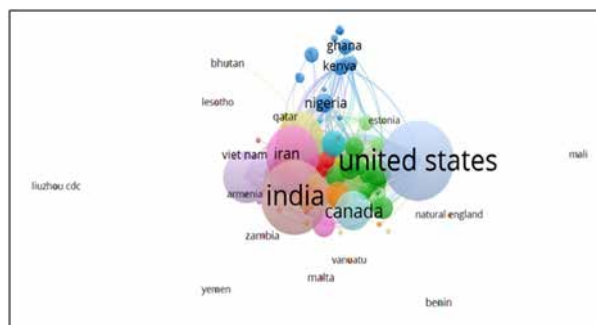 ghana
bhutan
kenya
lesotho
nigeria
qatar
estonia
viet nam
iran
united states
mali
liuzhou cdc
armenia
india
canada
natural england
zambia
vanuatu
malta
yemen
benin